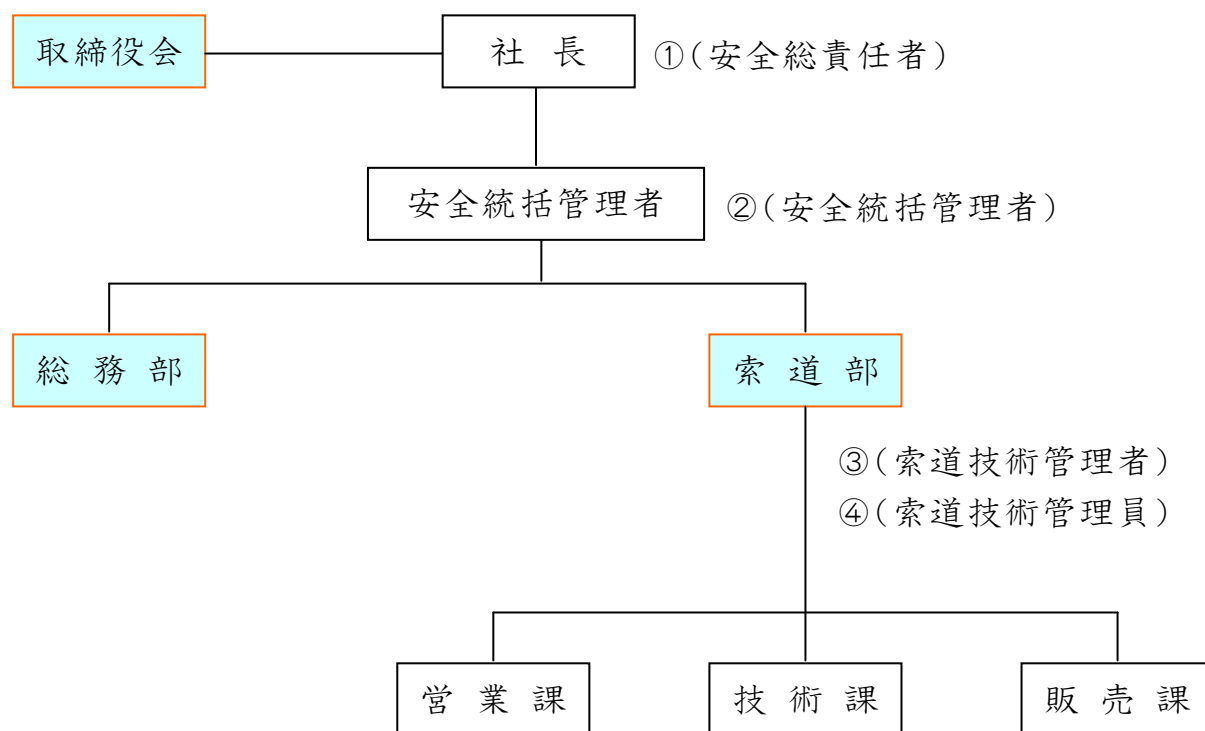 取締役会
社 長
①(安全総責任者)
安全統括管理者
②(安全統括管理者)
総 務 部
索 道 部
③(索道技術管理者)
④(索道技術管理員)
営 業 課
技 術 課
販 売 課